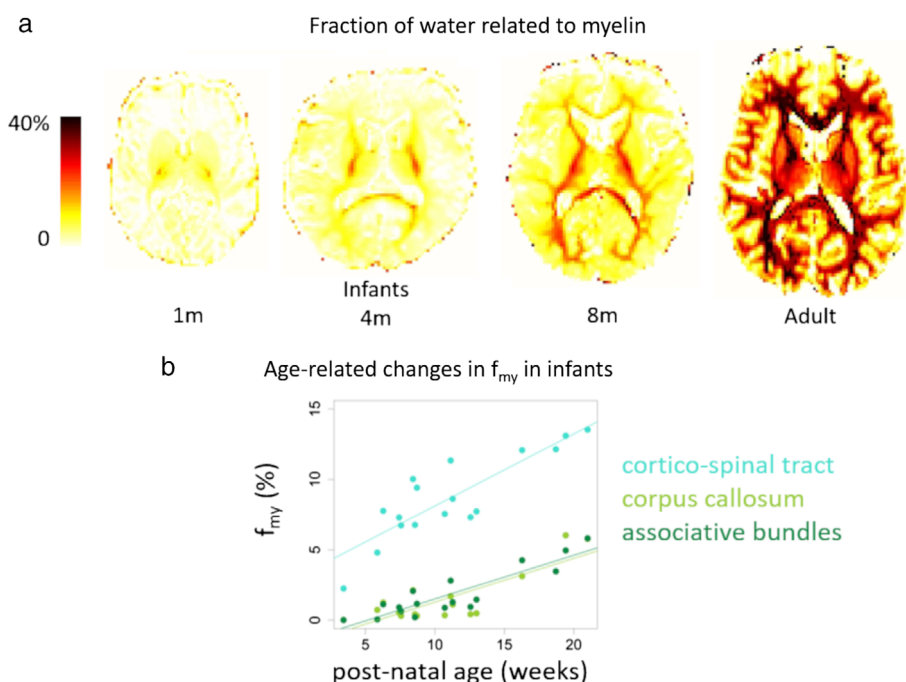 a
Fraction of water related to myelin
40%
0
Infants
1m
4m
8m
Adult
b
Age-related changes in fmy in infants
15
10
5
0
fmy (%)
5
10
15
20
post-natal age (weeks)
cortico-spinal tract
corpus callosum
associative bundles